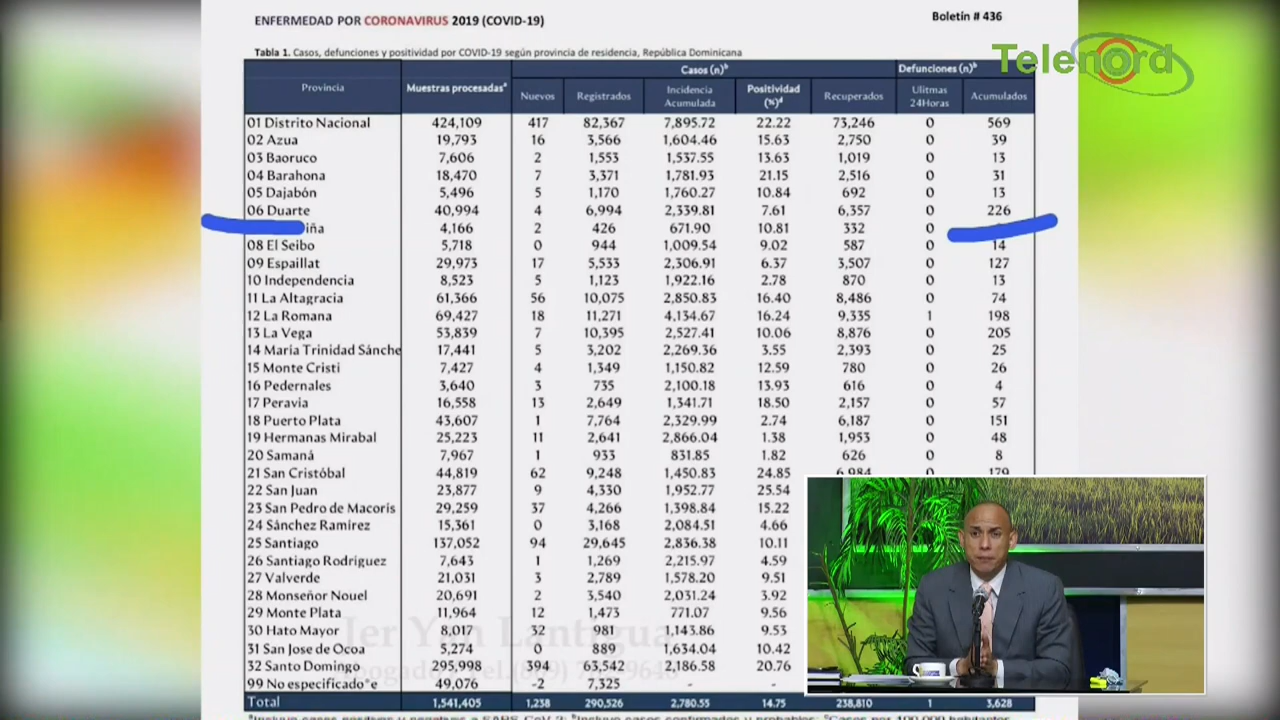 ENFERMEDAD POR CORONAVIRUS 2019 (COVID-19)
Boletín # 436
Telenord
Tabla 1. Casos, defunciones y positividad por COVID-19 según provincia de residencia, República Dominicana
Casos (n)ᵇ Defunciones (n)ᵇ
Provincia Muestras procesadasᵃ Nuevos Registrados Incidencia Acumulada Positividad (%)ᵈ Recuperados Ulitmas 24Horas Acumulados
01 Distrito Nacional 424,109 417 82,367 7,895.72 22.22 73,246 0 569
02 Azua 19,793 16 3,566 1,604.46 15.63 2,750 0 39
03 Baoruco 7,606 2 1,553 1,537.55 13.63 1,019 0 13
04 Barahona 18,470 7 3,371 1,781.93 21.15 2,516 0 31
05 Dajabón 5,496 5 1,170 1,760.27 10.84 692 0 13
06 Duarte 40,994 4 6,994 2,339.81 7.61 6,357 0 226
iña 4,166 2 426 671.90 10.81 332 0
08 El Seibo 5,718 0 944 1,009.54 9.02 587 0 14
09 Espaillat 29,973 17 5,533 2,306.91 6.37 3,507 0 127
10 Independencia 8,523 5 1,123 1,922.16 2.78 870 0 13
11 La Altagracia 61,366 56 10,075 2,850.83 16.40 8,486 0 74
12 La Romana 69,427 18 11,271 4,134.67 16.24 9,335 1 198
13 La Vega 53,839 7 10,395 2,527.41 10.06 8,876 0 205
14 María Trinidad Sánche 17,441 5 3,202 2,269.36 3.55 2,393 0 25
15 Monte Cristi 7,427 4 1,349 1,150.82 12.59 780 0 26
16 Pedernales 3,640 3 735 2,100.18 13.93 616 0 4
17 Peravia 16,558 13 2,649 1,341.71 18.50 2,157 0 57
18 Puerto Plata 43,607 1 7,764 2,329.99 2.74 6,187 0 151
19 Hermanas Mirabal 25,223 11 2,641 2,866.04 1.38 1,953 0 48
20 Samaná 7,967 1 933 831.85 1.82 626 0 8
21 San Cristóbal 44,819 62 9,248 1,450.83 24.85 6,984 0 179
22 San Juan 23,877 9 4,330 1,952.77 25.54
23 San Pedro de Macorís 29,259 37 4,266 1,398.84 15.22
24 Sánchez Ramírez 15,361 0 3,168 2,084.51 4.66
25 Santiago 137,052 94 29,645 2,836.38 10.11
26 Santiago Rodríguez 7,643 1 1,269 2,215.97 4.59
27 Valverde 21,031 3 2,789 1,578.20 9.51
28 Monseñor Nouel 20,691 2 3,540 2,031.24 3.92
29 Monte Plata 11,964 12 1,473 771.07 9.56
30 Hato Mayor 8,017 32 981 1,143.86 9.53
31 San Jose de Ocoa 5,274 0 889 1,634.04 10.42
32 Santo Domingo 295,998 394 63,542 2,186.58 20.76
99 No especificado*e 49,076 -2 7,325 - -
Total 1,541,405 1,238 290,526 2,780.55 14.75 238,810 1 3,628